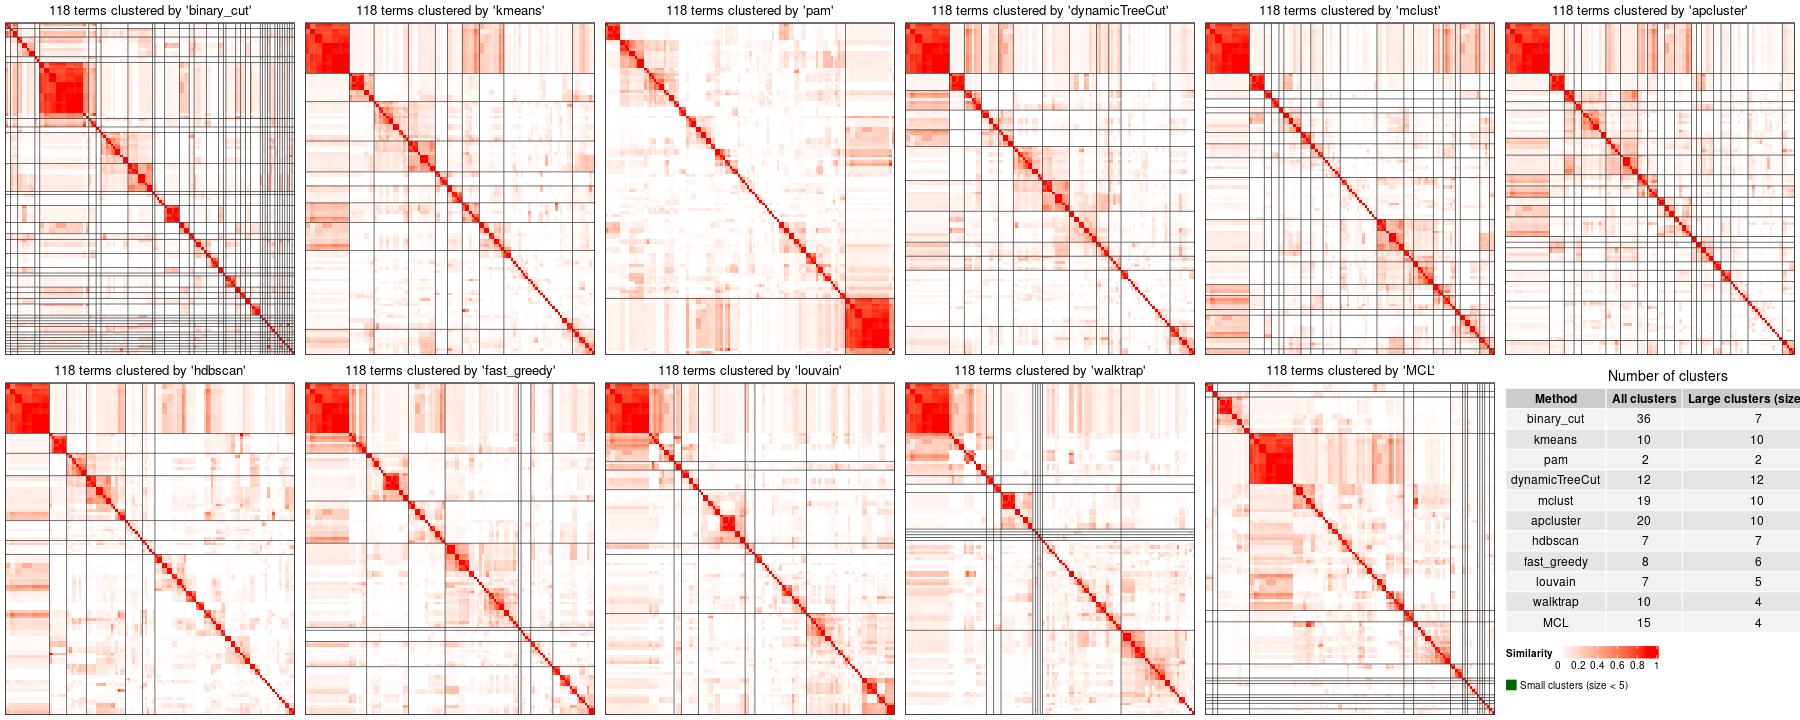 118 terms clustered by 'binary_cut'
118 terms clustered by 'kmeans'
118 terms clustered by 'pam'
118 terms clustered by 'dynamicTreeCut'
118 terms clustered by 'mclust'
118 terms clustered by 'apcluster'
118 terms clustered by 'hdbscan'
118 terms clustered by 'fast_greedy'
118 terms clustered by 'louvain'
118 terms clustered by 'walktrap'
118 terms clustered by 'MCL'
Number of clusters
Method All clusters Large clusters (size
binary_cut 36 7
kmeans 10 10
pam 2 2
dynamicTreeCut 12 12
mclust 19 10
apcluster 20 10
hdbscan 7 7
fast_greedy 8 6
louvain 7 5
walktrap 10 4
MCL 15 4
Similarity
0 0.2 0.4 0.6 0.8 1
Small clusters (size < 5)